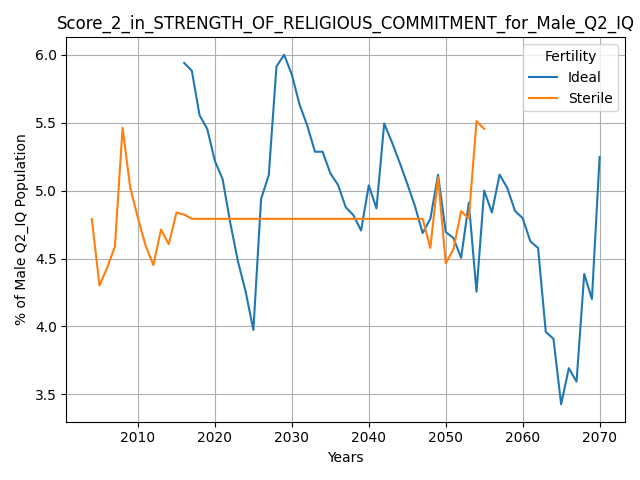 Score_2_in_STRENGTH_OF_RELIGIOUS_COMMITMENT_for_Male_Q2_IQ
Fertility
Ideal
Sterile
% of Male Q2_IQ Population
6.0
5.5
5.0
4.5
4.0
3.5
2010 2020 2030 2040 2050 2060 2070
Years